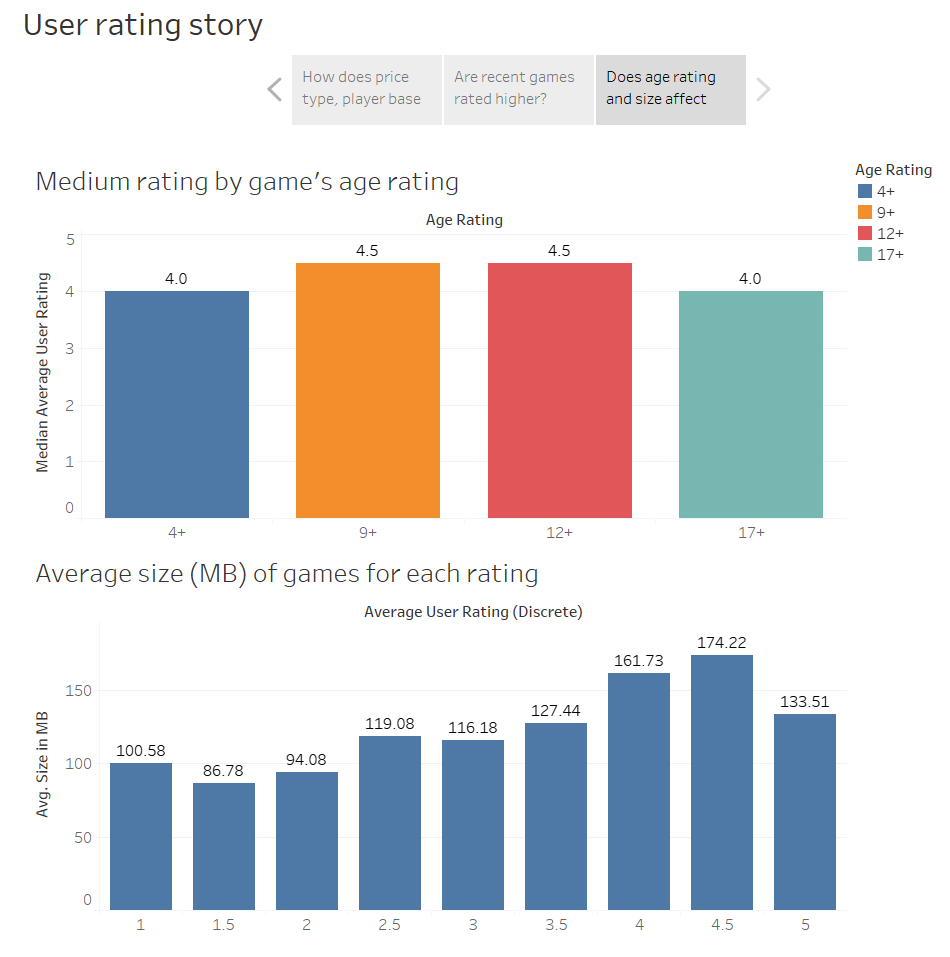 User rating story
How does price
type, player base
Are recent games
rated higher?
Does age rating
and size affect
Medium rating by game's age rating
Age Rating
4+
9+
12+
17+
Age Rating
Median Average User Rating
5
4
3
2
1
0
4.0
4.5
4.5
4.0
4+
9+
12+
17+
Average size (MB) of games for each rating
Average User Rating (Discrete)
Avg. Size in MB
150
100
50
0
100.58
86.78
94.08
119.08
116.18
127.44
161.73
174.22
133.51
1
1.5
2
2.5
3
3.5
4
4.5
5